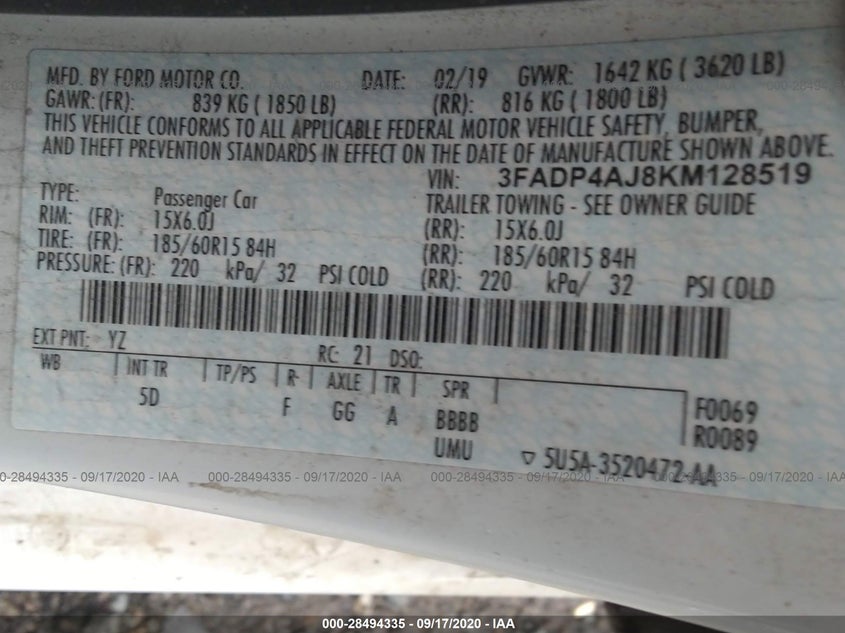 MFD. BY FORD MOTOR CO. DATE: 02/19 GVWR: 1642 KG ( 3620 LB)
GAWR: (FR): 839 KG ( 1850 LB) (RR): 816 KG ( 1800 LB)
THIS VEHICLE CONFORMS TO ALL APPLICABLE FEDERAL MOTOR VEHICLE SAFETY, BUMPER,
AND THEFT PREVENTION STANDARDS IN EFFECT ON THE DATE OF MANUFACTURE SHOWN ABOVE.
VIN: 3FADP4AJ8KM128519
TYPE: Passenger Car TRAILER TOWING - SEE OWNER GUIDE
RIM: (FR): 15X6.0J (RR): 15X6.0J
TIRE: (FR): 185/60R15 84H (RR): 185/60R15 84H
PRESSURE: (FR): 220 kPa/ 32 PSI COLD (RR): 220 kPa/ 32 PSI COLD
EXT PNT: YZ RC: 21 DSO:
WB INT TR TP/PS R- AXLE TR SPR
5D F GG A BBBB F0069
UMU R0089
5U5A-3520472-AA
000-28494335 - 09/17/2020 - IAA 000-28494335 - 09/17/2020 - IAA
000-28494335 - 09/17/2020 - IAA